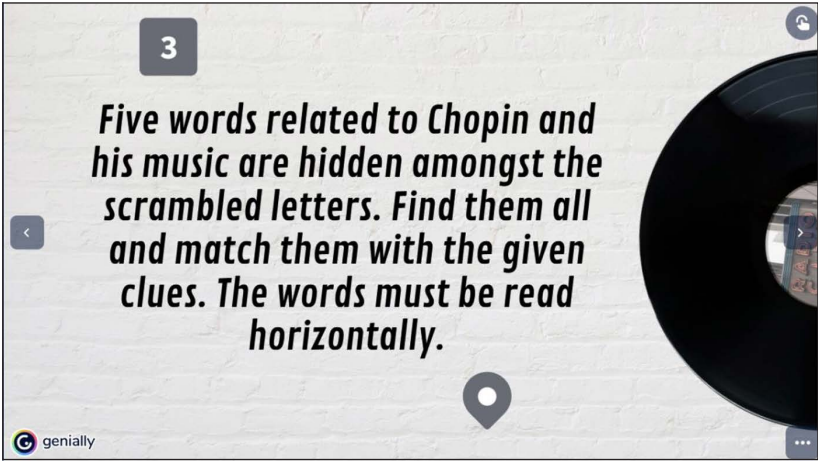 3
Five words related to Chopin and
his music are hidden amongst the
scrambled letters. Find them all
and match them with the given
clues. The words must be read
horizontally.
genially